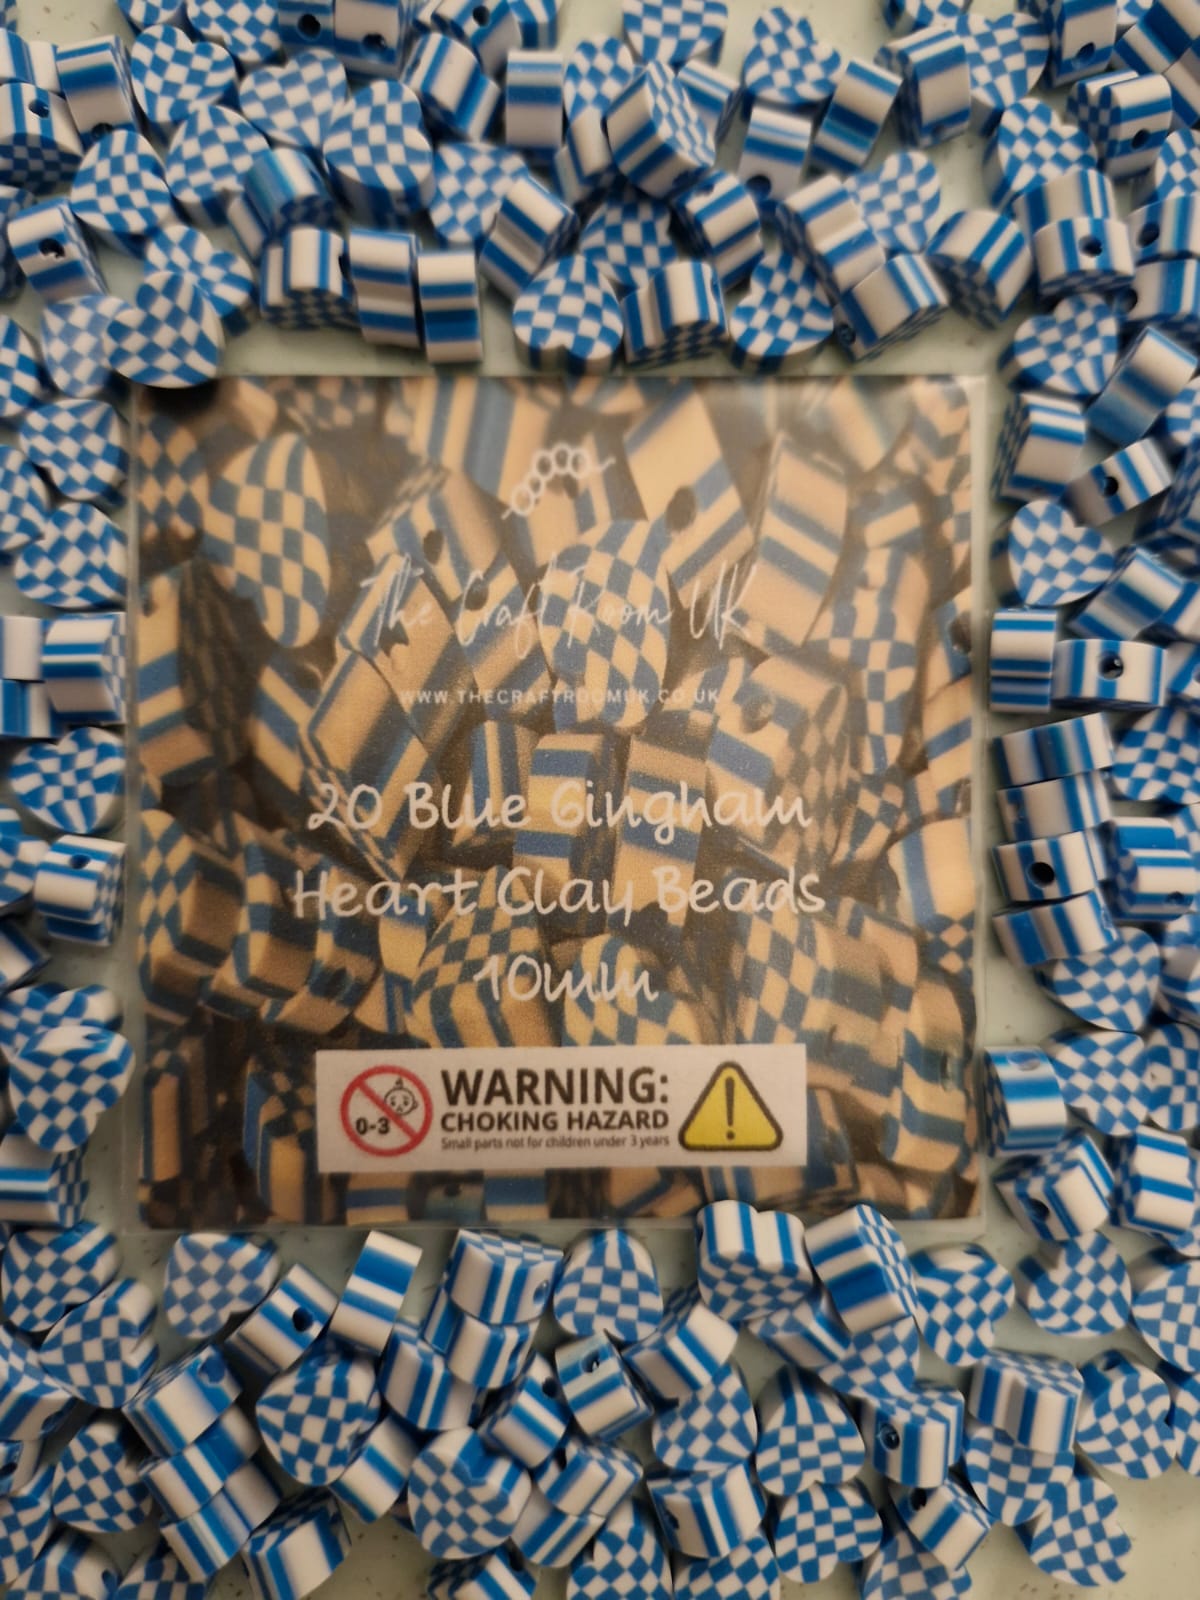 The Craft Room UK
WWW.THECRAFTROOMUK.CO.UK
20 Blue Gingham
Heart Clay Beads
10mm
0-3
WARNING:
CHOKING HAZARD
Small parts not for children under 3 years